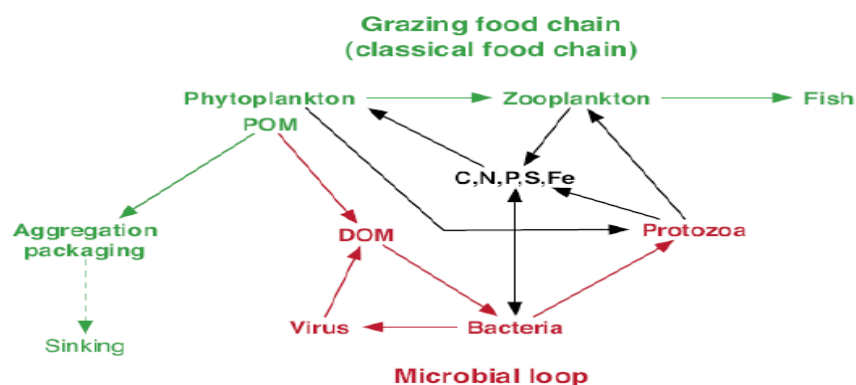 Grazing food chain
(classical food chain)
Phytoplankton
Zooplankton
Fish
POM
C,N,P,S,Fe
Aggregation
packaging
DOM
Protozoa
Sinking
Virus
Bacteria
Microbial loop